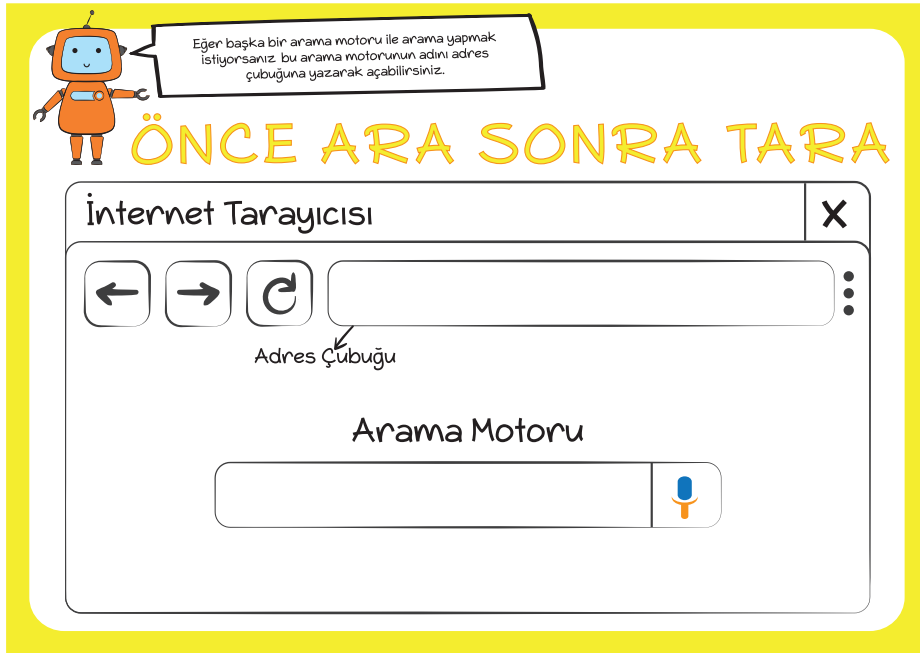 Eğer başka bir arama motoru ile arama yapmak
istiyorsanız bu arama motorunun adını adres
çubuğuna yazarak açabilirsiniz.
ÖNCE ARA SONRA TARA
İnternet Tarayıcısı
X
Adres Çubuğu
Arama Motoru